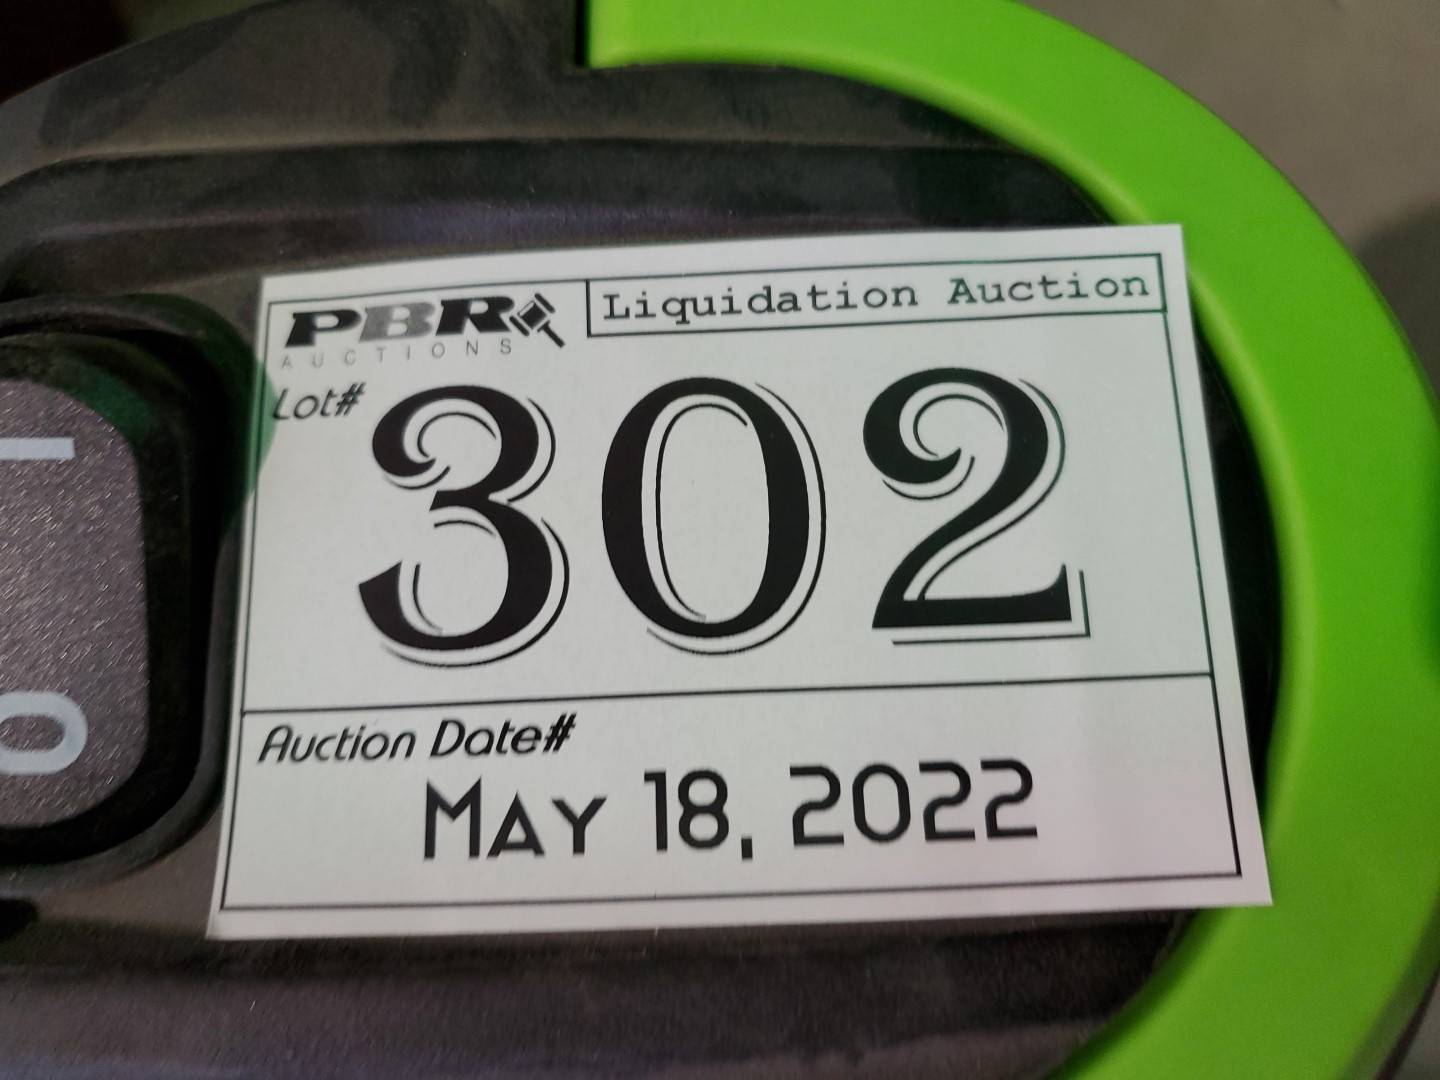 PBR
AUCTIONS
Liquidation Auction
Lot#
302
Auction Date#
MAY 18, 2022
I
O